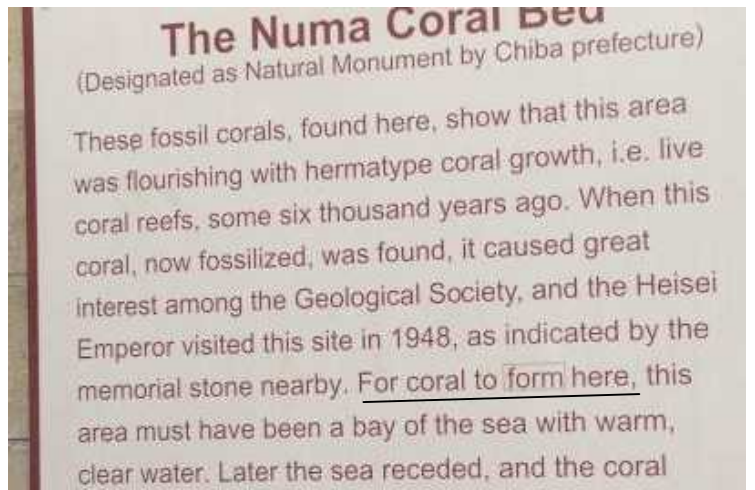 The Numa Coral Bed
(Designated as Natural Monument by Chiba prefecture)
These fossil corals, found here, show that this area
was flourishing with hermatype coral growth, i.e. live
coral reefs, some six thousand years ago. When this
coral, now fossilized, was found, it caused great
interest among the Geological Society, and the Heisei
Emperor visited this site in 1948, as indicated by the
memorial stone nearby. For coral to form here, this
area must have been a bay of the sea with warm,
clear water. Later the sea receded, and the coral